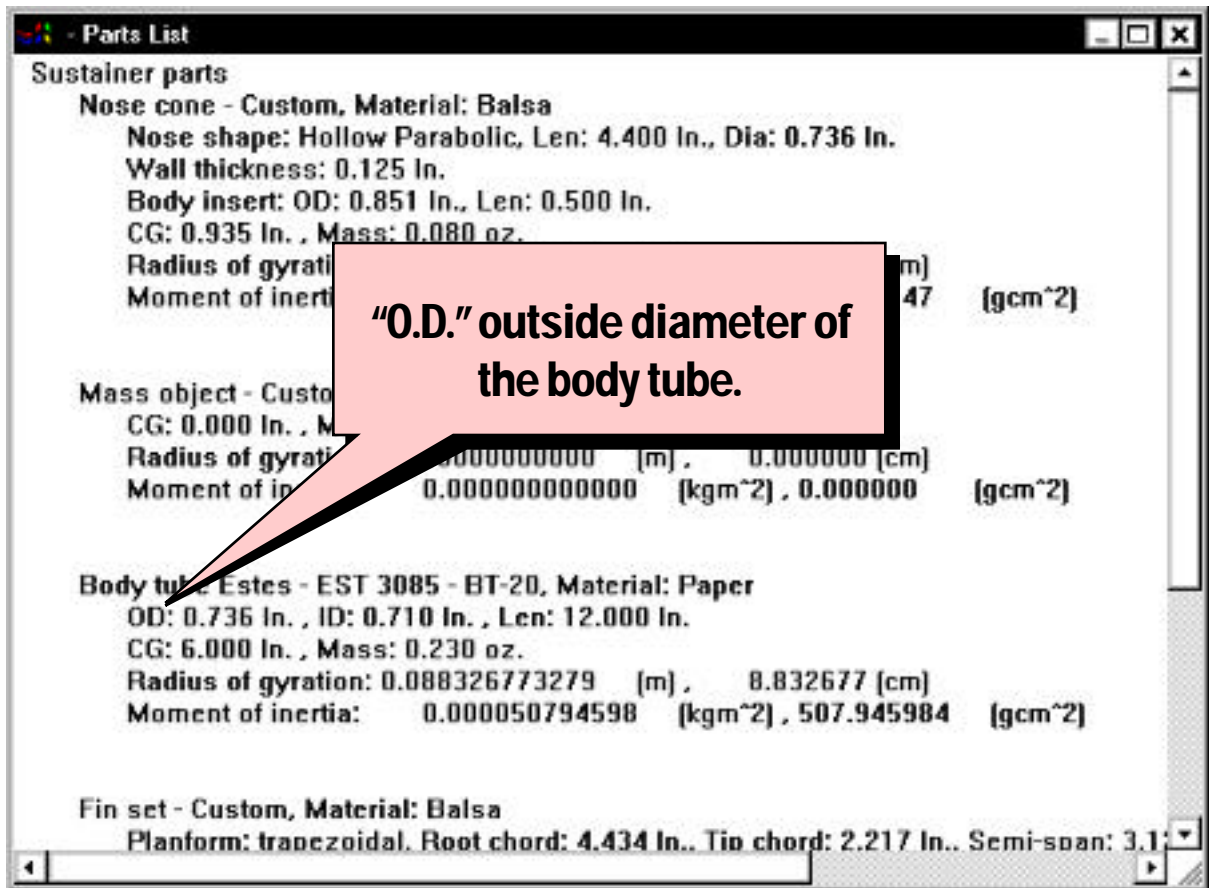 - Parts List
Sustainer parts
Nose cone - Custom, Material: Balsa
Nose shape: Hollow Parabolic, Len: 4.400 In., Dia: 0.736 In.
Wall thickness: 0.125 In.
Body insert: OD: 0.851 In., Len: 0.500 In.
CG: 0.935 In. , Mass: 0.080 oz.
Radius of m)
Moment of 47 (gcm^2)
"O.D." outside diameter of
the body tube.
Mass object -
CG: 0.000 In. ,
Radius of (m) , 0.000000 (cm)
Moment of 0.000000000000 (kgm^2) , 0.000000 (gcm^2)
Body Estes - EST 3085 - BT-20, Material: Paper
OD: 0.736 In. , ID: 0.710 In. , Len: 12.000 In.
CG: 6.000 In. , Mass: 0.230 oz.
Radius of gyration: 0.088326773279 (m) , 8.832677 (cm)
Moment of inertia: 0.000050794598 (kgm^2) , 507.945984 (gcm^2)
Fin set - Custom, Material: Balsa
Planform: trapezoidal, Root chord: 4.434 In., Tip chord: 2.217 In., Semi-span: